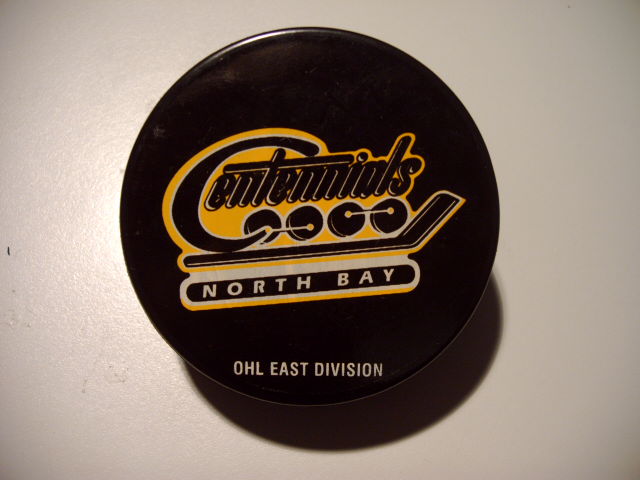 Centennials
NORTH BAY
OHL EAST DIVISION